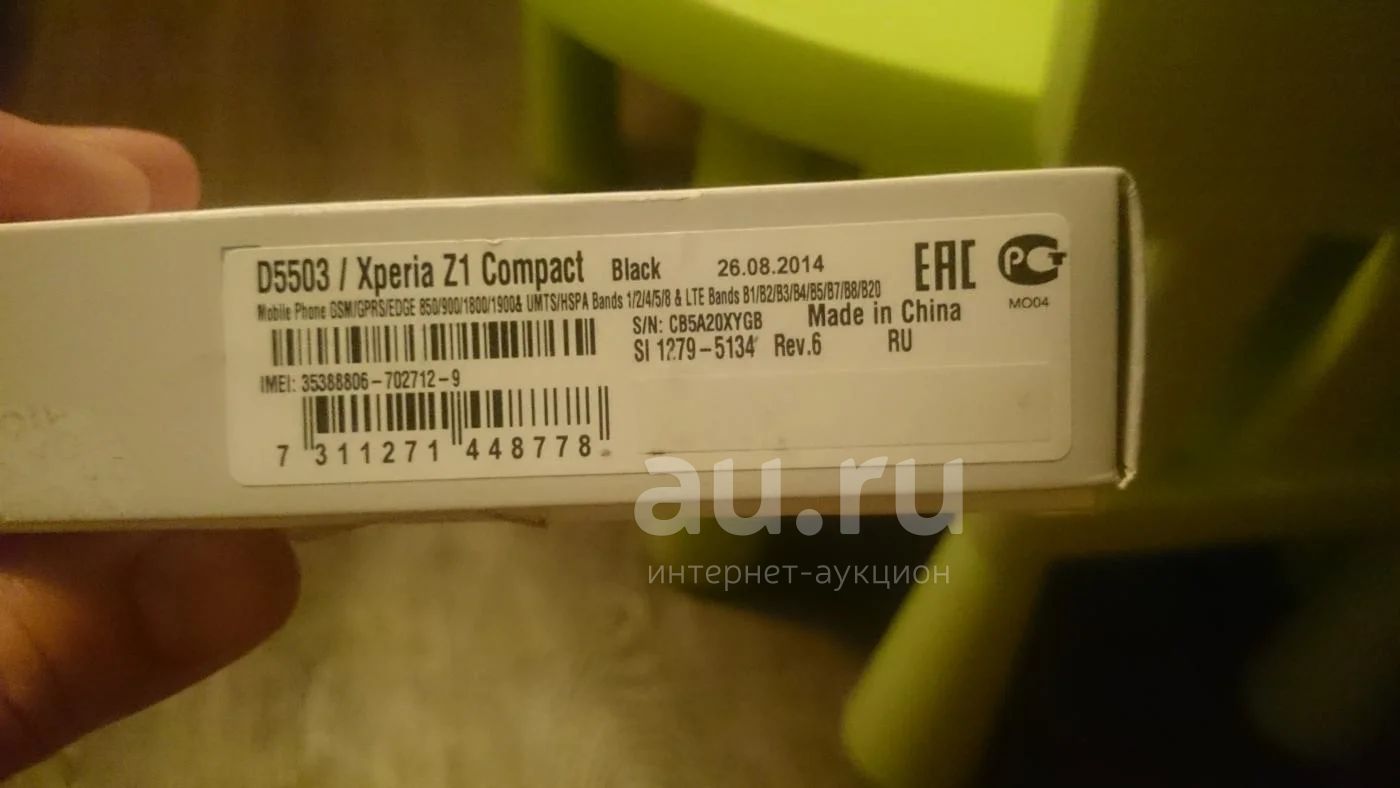 D5503 / Xperia Z1 Compact Black 26.08.2014 EAC
Mobile Phone GSM/GPRS/EDGE 850/900/1800/1900& UMTS/HSPA Bands 1/2/4/5/8 & LTE Bands B1/B2/B3/B4/B5/B7/B8/B20
MO04
S/N: CB5A20XYGB Made in China
SI 1279-5134 Rev.6 RU
IMEI: 35388806-702712-9
7 311271 448778
au.ru
интернет-аукцион